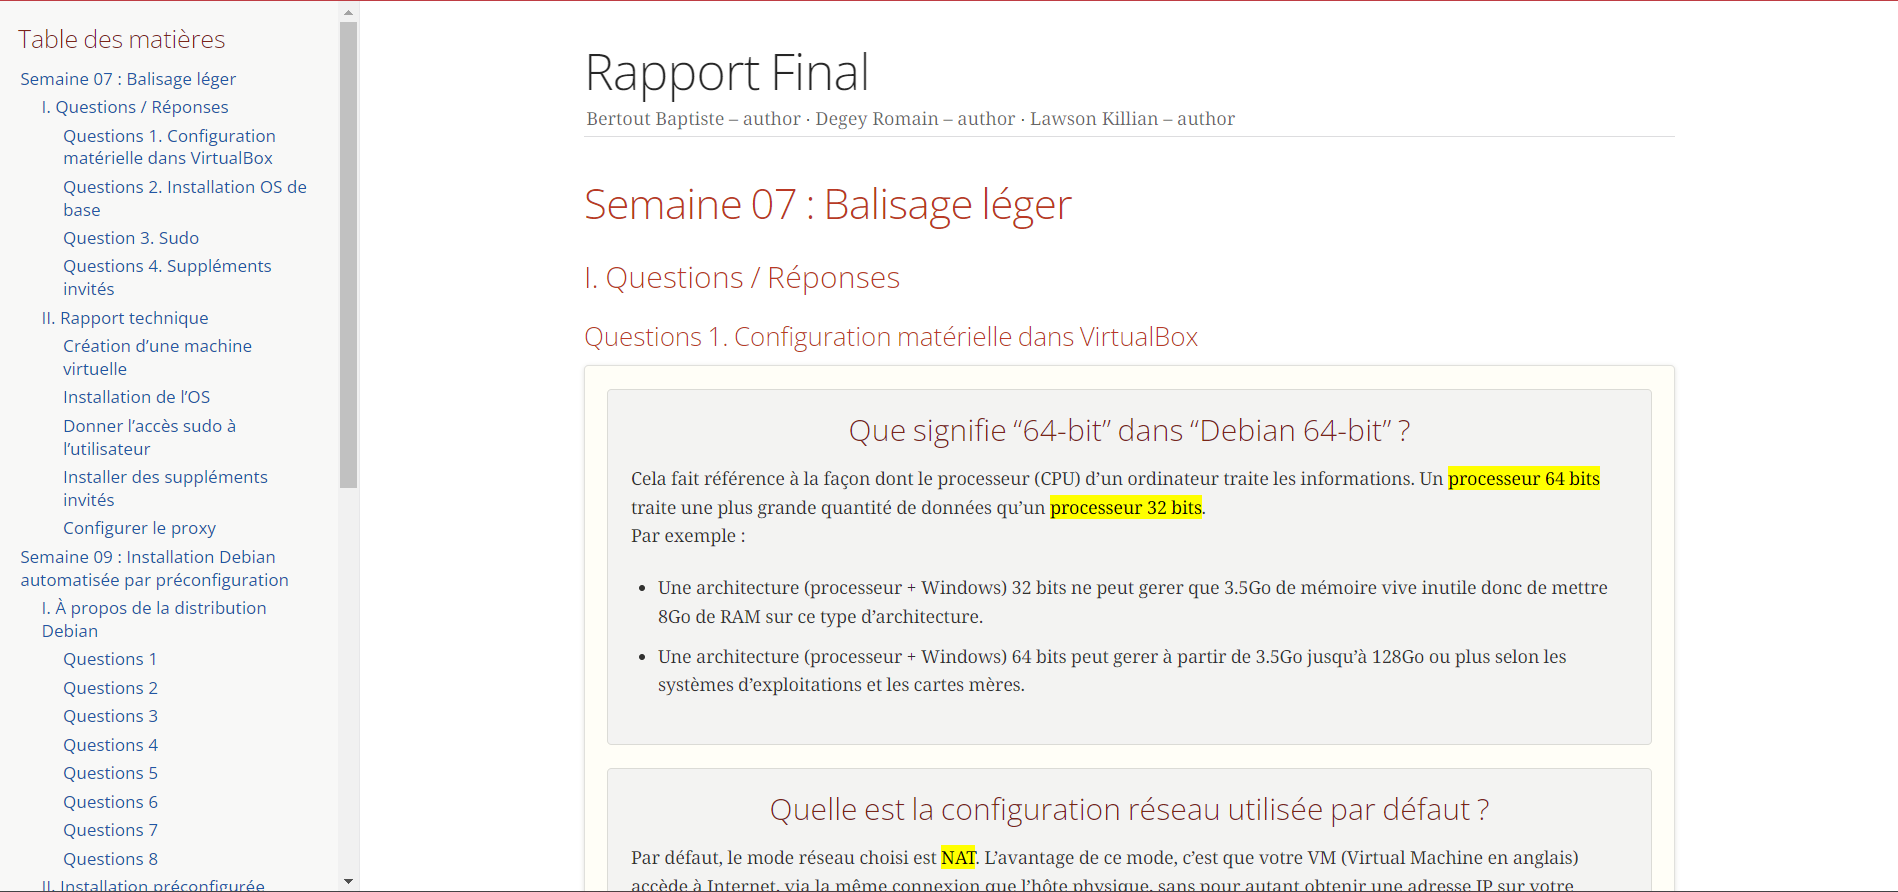 Table des matières
Semaine 07 : Balisage léger
I. Questions / Réponses
Questions 1. Configuration
matérielle dans VirtualBox
Questions 2. Installation OS de
base
Question 3. Sudo
Questions 4. Suppléments
invités
II. Rapport technique
Création d’une machine
virtuelle
Installation de l’OS
Donner l’accès sudo à
l’utilisateur
Installer des suppléments
invités
Configurer le proxy
Semaine 09 : Installation Debian
automatisée par préconfiguration
I. À propos de la distribution
Debian
Questions 1
Questions 2
Questions 3
Questions 4
Questions 5
Questions 6
Questions 7
Questions 8
II. Installation préconfigurée
Rapport Final
Bertout Baptiste – author · Degey Romain – author · Lawson Killian – author
Semaine 07 : Balisage léger
I. Questions / Réponses
Questions 1. Configuration matérielle dans VirtualBox
Que signifie “64-bit” dans “Debian 64-bit” ?
Cela fait référence à la façon dont le processeur (CPU) d’un ordinateur traite les informations. Un processeur 64 bits
traite une plus grande quantité de données qu’un processeur 32 bits.
Par exemple :
• Une architecture (processeur + Windows) 32 bits ne peut gerer que 3.5Go de mémoire vive inutile donc de mettre
8Go de RAM sur ce type d’architecture.
• Une architecture (processeur + Windows) 64 bits peut gerer à partir de 3.5Go jusqu’à 128Go ou plus selon les
systèmes d’exploitations et les cartes mères.
Quelle est la configuration réseau utilisée par défaut ?
Par défaut, le mode réseau choisi est NAT. L’avantage de ce mode, c’est que votre VM (Virtual Machine en anglais)
accède à Internet, via la même connexion que l’hôte physique, sans pour autant obtenir une adresse IP sur votre